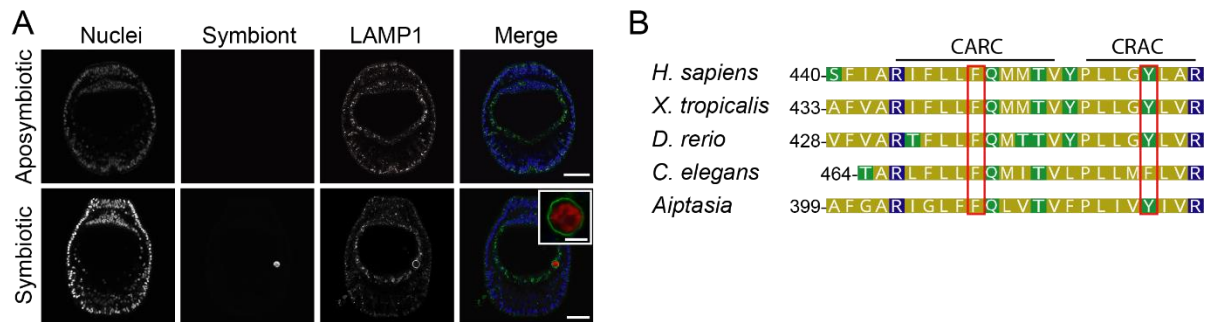 A
Nuclei Symbiont LAMP1 Merge
Aposymbiotic
Symbiotic
B
CARC CRAC
H. sapiens 440-SFIARIFLLFQMMTVYPLLGYLAR
X. tropicalis 433-AFVARIFLLFQMMTVYPLLGYLVR
D. rerio 428-VFVARTFLLFQMTTVYPLLGYLVR
C. elegans 464-TARLFLLFQMITVLPLLMFLVR
Aiptasia 399-AFGARIGLFFQLVTVFPLIVYIVR